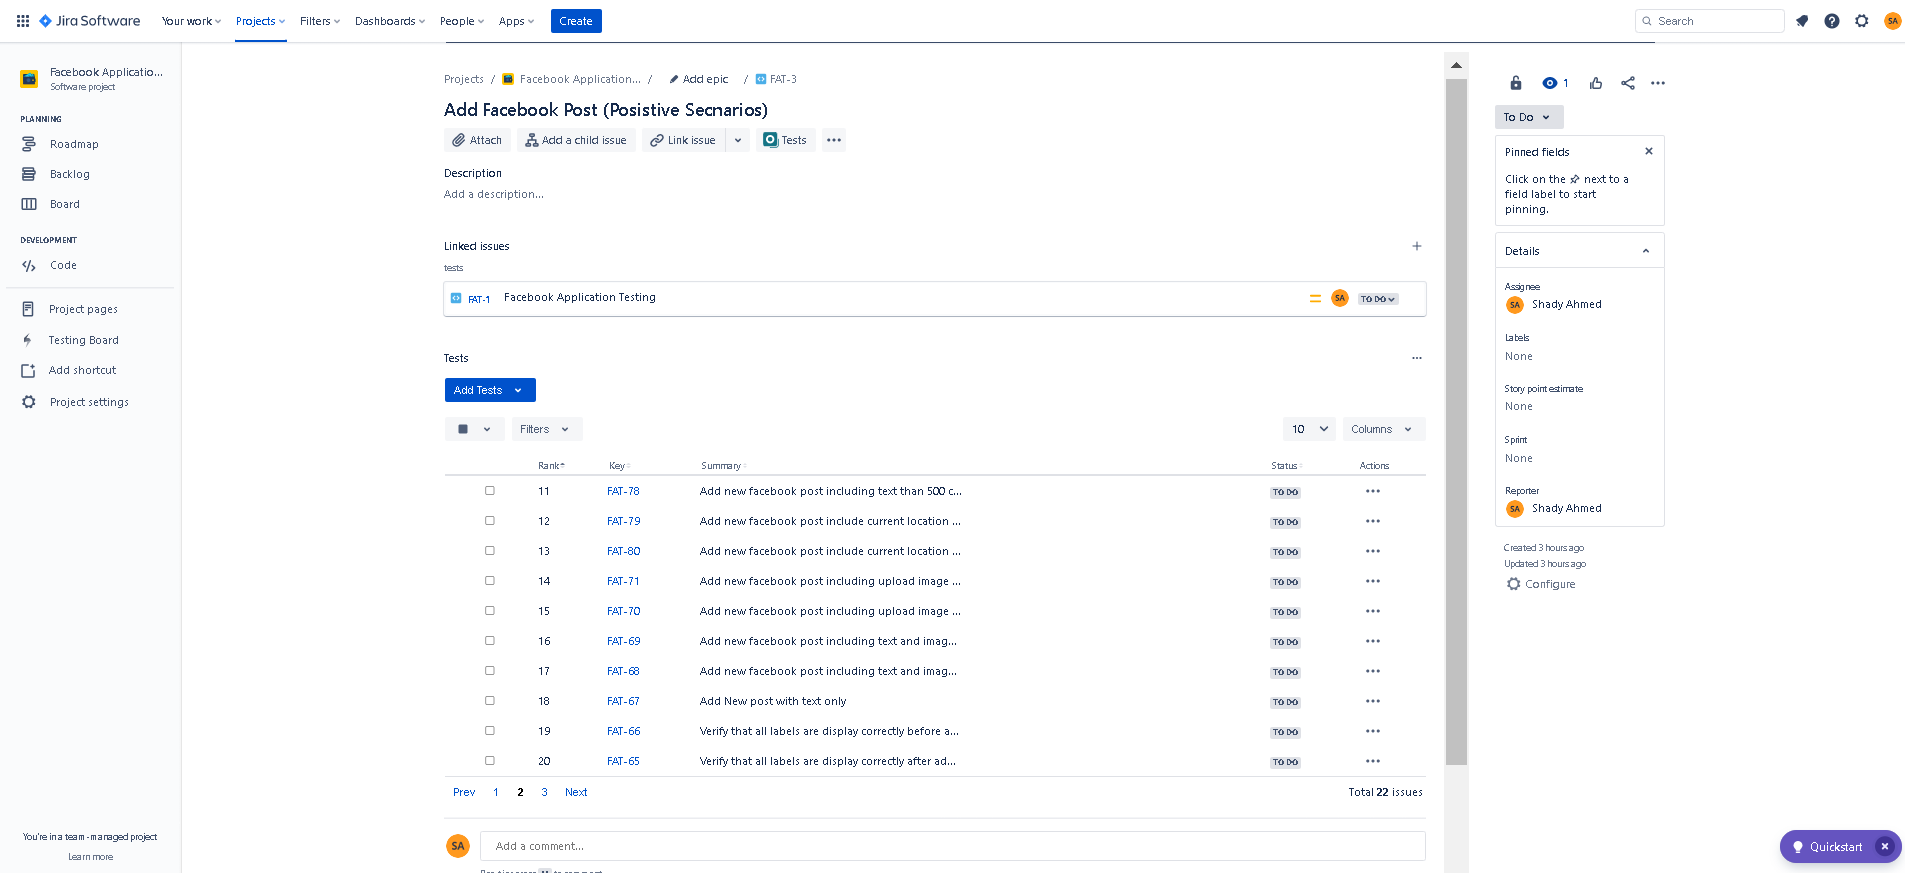 Jira Software Your work Projects Filters Dashboards People Apps Create Search SA
Facebook Applicatio...
Software project
PLANNING
Roadmap
Backlog
Board
DEVELOPMENT
Code
Project pages
Testing Board
Add shortcut
Project settings
You're in a team-managed project
Learn more
Projects / Facebook Application... / Add epic / FAT-3
Add Facebook Post (Posistive Secnarios)
Attach Add a child issue Link issue Tests
Description
Add a description...
Linked issues
tests
FAT-1 Facebook Application Testing SA TO DO
Tests
Add Tests
Filters 10 Columns
Rank Key Summary Status Actions
11 FAT-78 Add new facebook post including text than 500 c... TO DO
12 FAT-79 Add new facebook post include current location ... TO DO
13 FAT-80 Add new facebook post include current location ... TO DO
14 FAT-71 Add new facebook post including upload image ... TO DO
15 FAT-70 Add new facebook post including upload image ... TO DO
16 FAT-69 Add new facebook post including text and imag... TO DO
17 FAT-68 Add new facebook post including text and imag... TO DO
18 FAT-67 Add New post with text only TO DO
19 FAT-66 Verify that all labels are display correctly before a... TO DO
20 FAT-65 Verify that all labels are display correctly after ad... TO DO
Prev 1 2 3 Next Total 22 issues
SA Add a comment...
1
To Do
Pinned fields
Click on the next to a
field label to start
pinning.
Details
Assignee
SA Shady Ahmed
Labels
None
Story point estimate
None
Sprint
None
Reporter
SA Shady Ahmed
Created 3 hours ago
Updated 3 hours ago
Configure
Quickstart